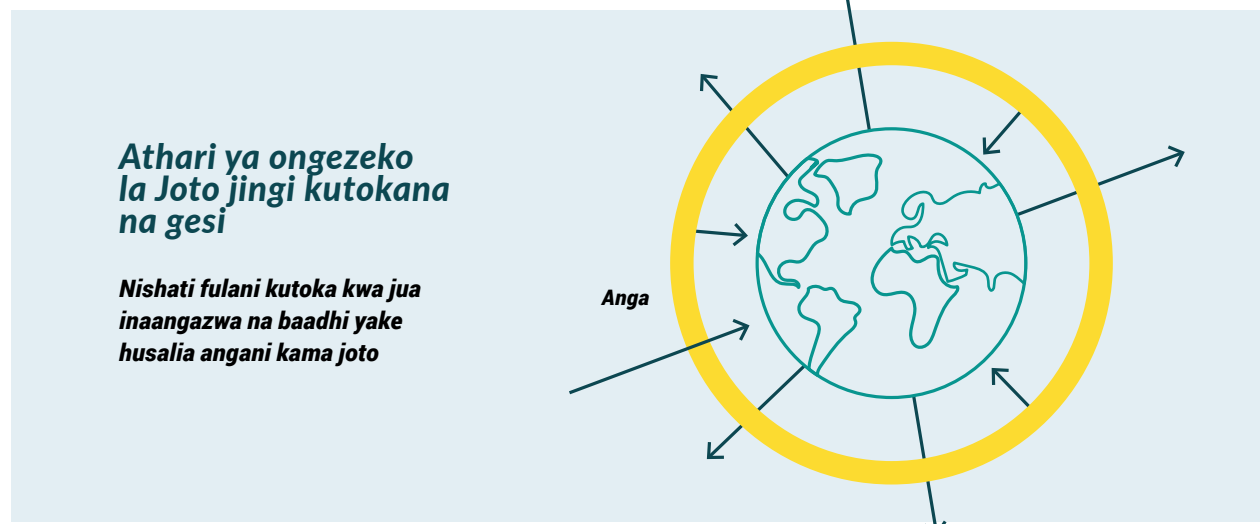 Athari ya ongezeko
la Joto jingi kutokana
na gesi
Nishati fulani kutoka kwa jua
inaangazwa na baadhi yake
husalia angani kama joto
Anga